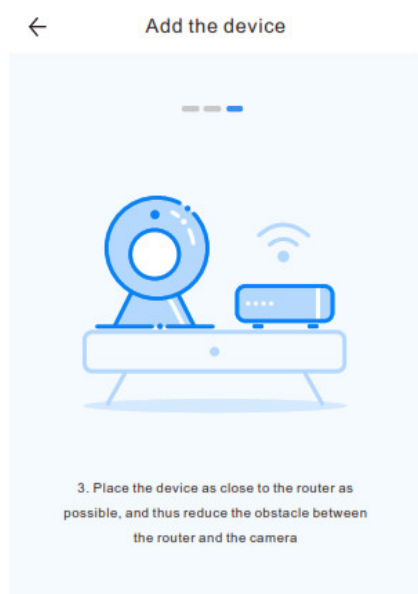 Add the device
3. Place the device as close to the router as
possible, and thus reduce the obstacle between
the router and the camera